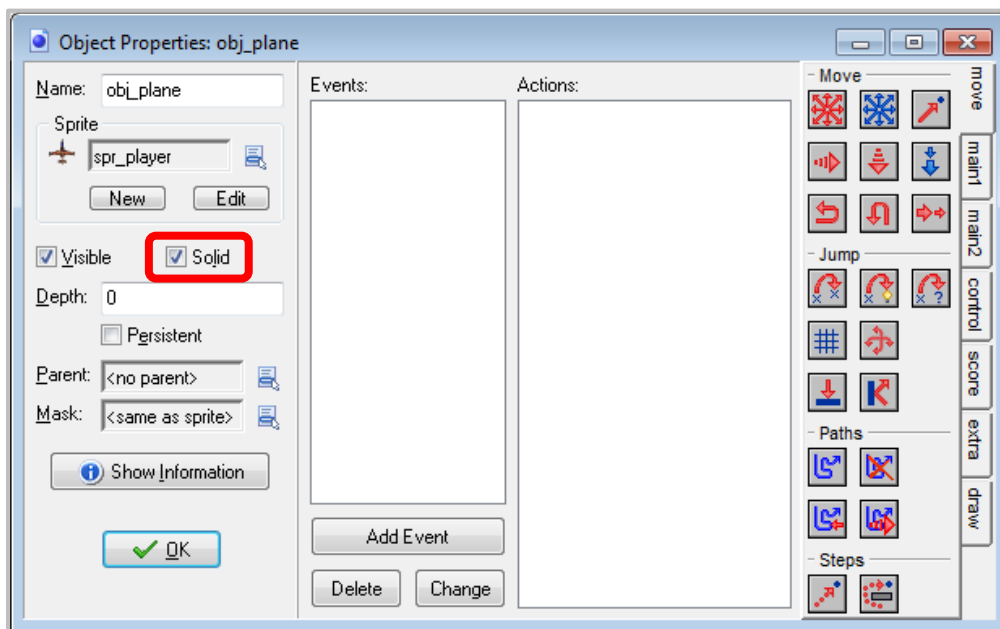 Object Properties: obj_plane
Name: obj_plane
Sprite
spr_player
New Edit
Visible Solid
Depth: 0
Persistent
Parent: <no parent>
Mask: <same as sprite>
Show Information
OK
Events:
Add Event
Delete Change
Actions:
Move
Jump
Paths
Steps
move
main1
main2
control
score
extra
draw